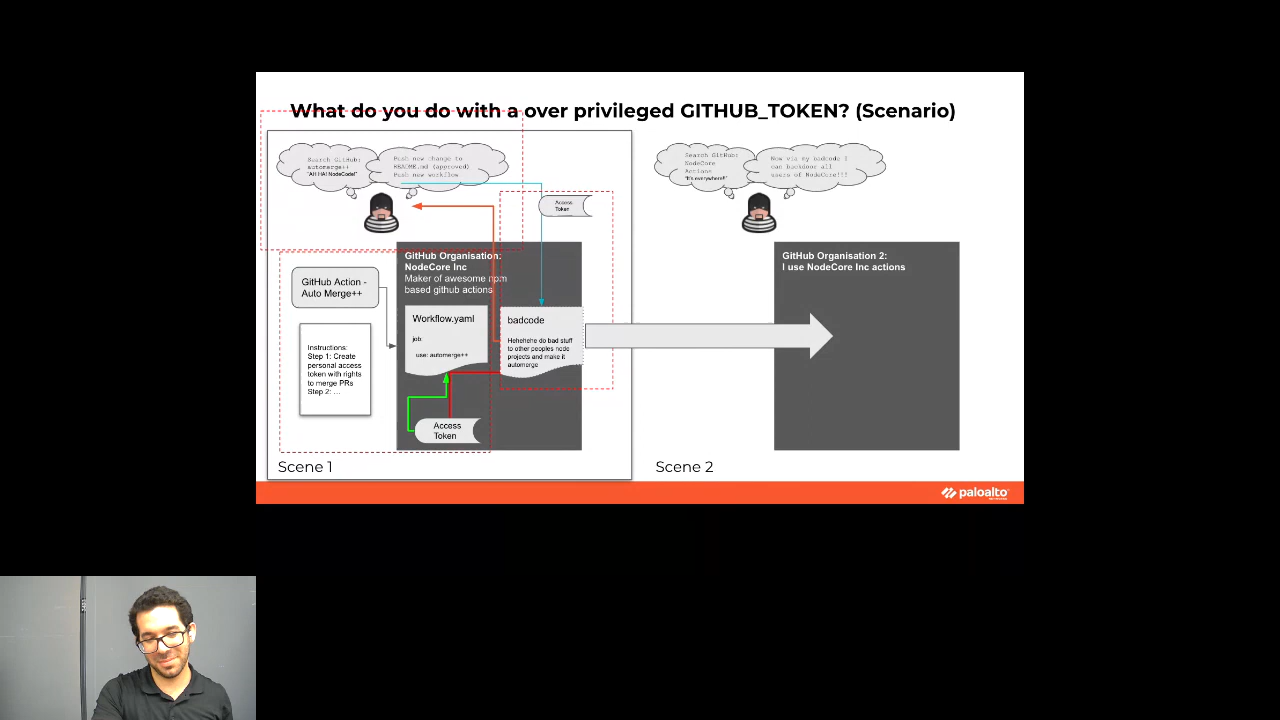 What do you do with a over privileged GITHUB_TOKEN? (Scenario)
Search GitHub:
automerge++
"AH HA! NodeCode!"
Push new change to
README.md (approved)
Push new workflow
Access
Token
GitHub Organisation:
NodeCore Inc
Maker of awesome npm
based github actions
GitHub Action -
Auto Merge++
Instructions:
Step 1: Create
personal access
token with rights
to merge PRs
Step 2: ...
Workflow.yaml
job:
use: automerge++
badcode
Hehehehe do bad stuff
to other peoples node
projects and make it
automerge
Access
Token
Scene 1
Search GitHub:
NodeCore
Actions
"It's everywhere!!"
Now via my badcode I
can backdoor all
users of NodeCore!!!
GitHub Organisation 2:
I use NodeCore Inc actions
Scene 2
paloalto